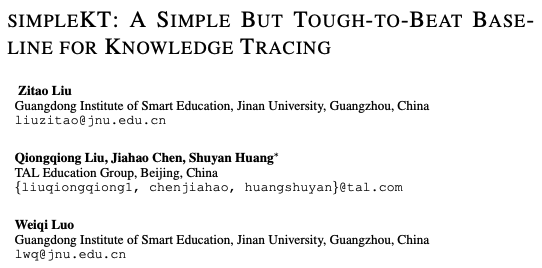 SIMPLEKT: A SIMPLE BUT TOUGH-TO-BEAT BASE-
LINE FOR KNOWLEDGE TRACING
Zitao Liu
Guangdong Institute of Smart Education, Jinan University, Guangzhou, China
liuzitao@jnu.edu.cn
Qiongqiong Liu, Jiahao Chen, Shuyan Huang*
TAL Education Group, Beijing, China
{liuqiongqiong1, chenjiahao, huangshuyan}@tal.com
Weiqi Luo
Guangdong Institute of Smart Education, Jinan University, Guangzhou, China
lwq@jnu.edu.cn